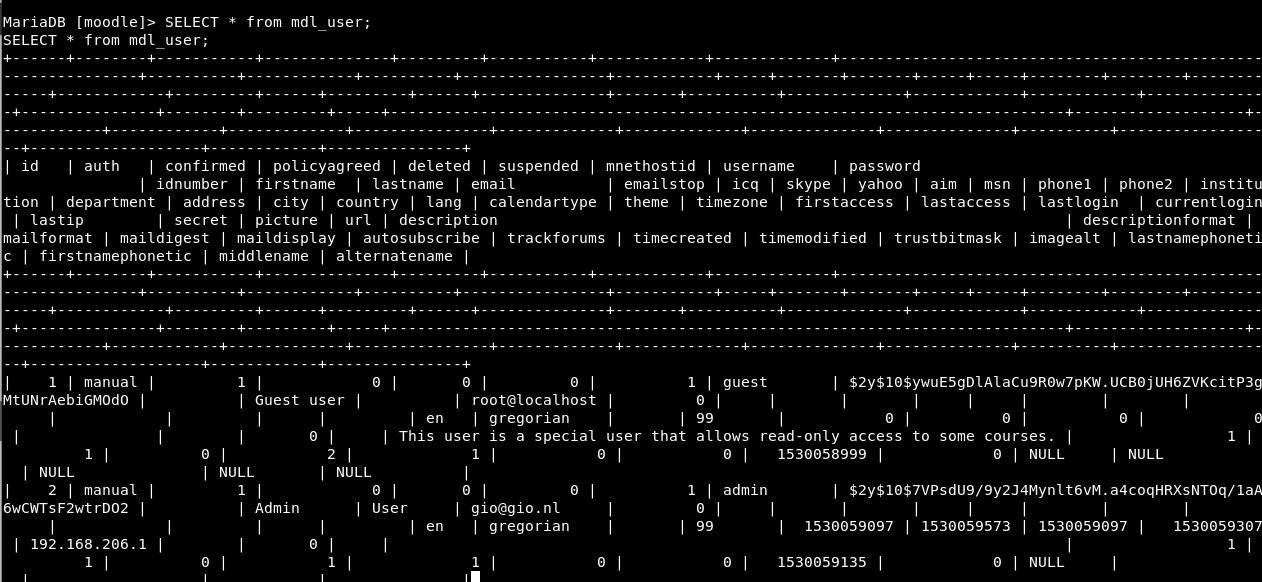 MariaDB [moodle]> SELECT * from mdl_user;
SELECT * from mdl_user;
| id | auth | confirmed | policyagreed | deleted | suspended | mnethostid | username | password
| idnumber | firstname | lastname | email | emailstop | icq | skype | yahoo | aim | msn | phone1 | phone2 | institu
tion | department | address | city | country | lang | calendartype | theme | timezone | firstaccess | lastaccess | lastlogin | currentlogin
| lastip | secret | picture | url | description | descriptionformat |
mailformat | maildigest | maildisplay | autosubscribe | trackforums | timecreated | timemodified | trustbitmask | imagealt | lastnamephoneti
c | firstnamephonetic | middlename | alternatename |
| 1 | manual | 1 | 0 | 0 | 0 | 1 | guest | $2y$10$ywuE5gDlAlaCu9R0w7pKW.UCB0jUH6ZVKcitP3g
MtUNrAebiGMOdO | | Guest user | | root@localhost | 0 | | | | | | | |
| | | | | en | gregorian | | 99 | 0 | 0 | 0 | 0
| | | 0 | | This user is a special user that allows read-only access to some courses. | 1 |
1 | 0 | 2 | 1 | 0 | 0 | 1530058999 | 0 | NULL | NULL
| NULL | NULL | NULL |
| 2 | manual | 1 | 0 | 0 | 0 | 1 | admin | $2y$10$7VPsdU9/9y2J4Mynlt6vM.a4coqHRXsNTOq/1aA
6wCWTsF2wtrDO2 | | Admin | User | gio@gio.nl | 0 | | | | | | | |
| | | | | en | gregorian | | 99 | 1530059097 | 1530059573 | 1530059097 | 1530059307
| 192.168.206.1 | | 0 | | | 1 |
1 | 0 | 1 | 1 | 0 | 0 | 1530059135 | 0 | NULL |
| | | |